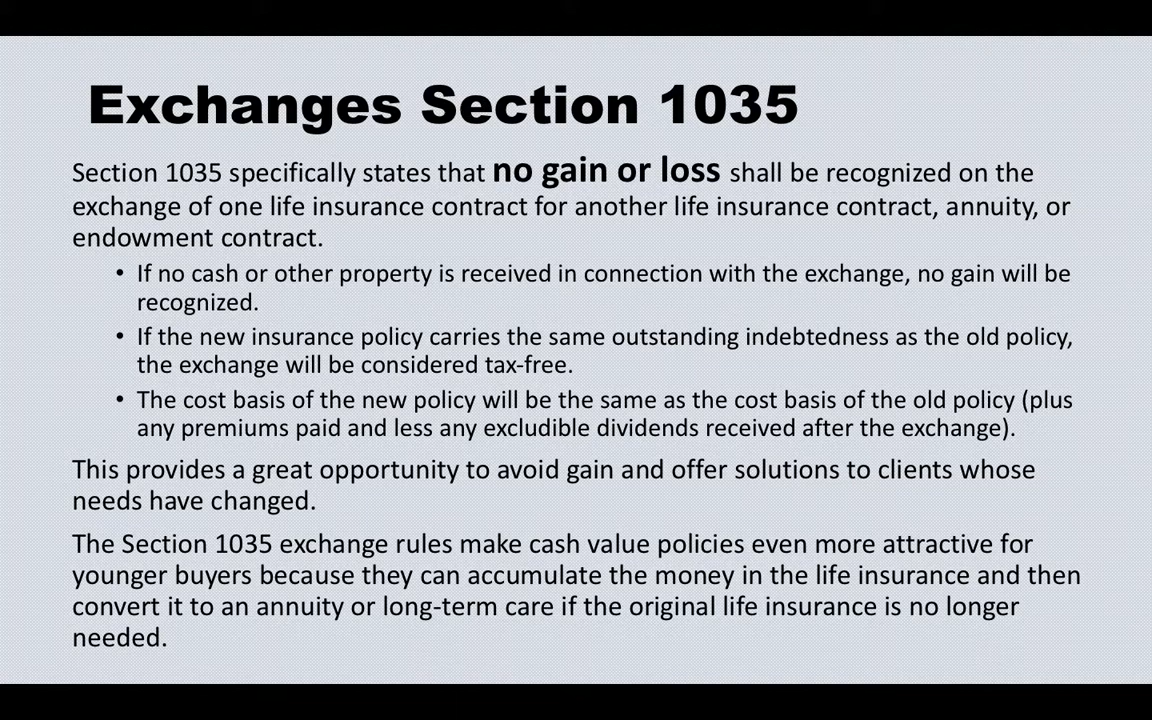 Exchanges Section 1035
Section 1035 specifically states that no gain or loss shall be recognized on the
exchange of one life insurance contract for another life insurance contract, annuity, or
endowment contract.
• If no cash or other property is received in connection with the exchange, no gain will be
recognized.
• If the new insurance policy carries the same outstanding indebtedness as the old policy,
the exchange will be considered tax-free.
• The cost basis of the new policy will be the same as the cost basis of the old policy (plus
any premiums paid and less any excludible dividends received after the exchange).
This provides a great opportunity to avoid gain and offer solutions to clients whose
needs have changed.
The Section 1035 exchange rules make cash value policies even more attractive for
younger buyers because they can accumulate the money in the life insurance and then
convert it to an annuity or long-term care if the original life insurance is no longer
needed.